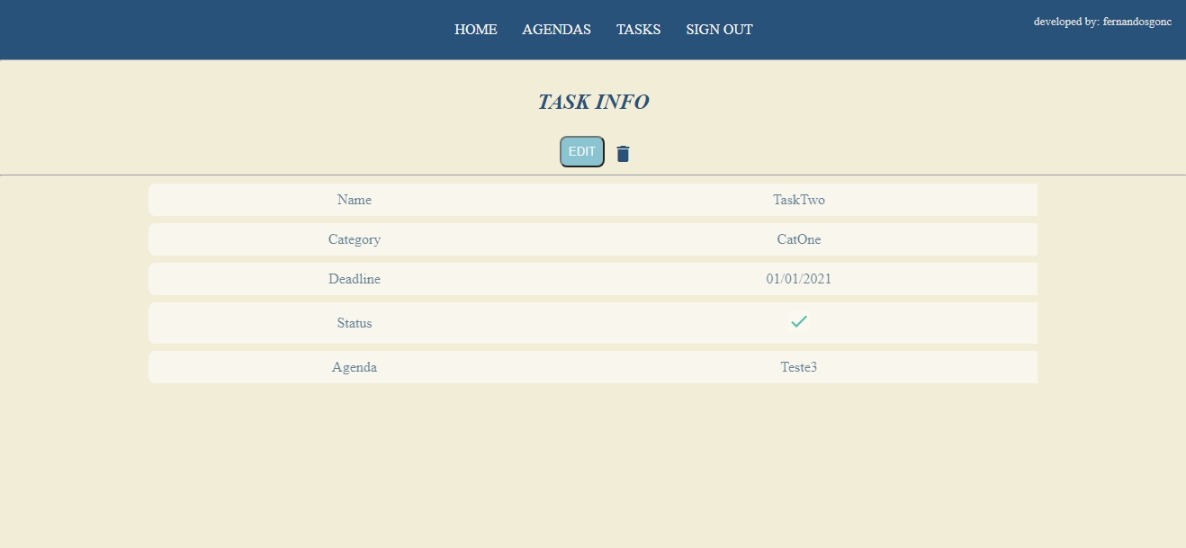 HOME AGENDAS TASKS SIGN OUT developed by: fernandosgonc
TASK INFO
EDIT
Name TaskTwo
Category CatOne
Deadline 01/01/2021
Status
Agenda Teste3